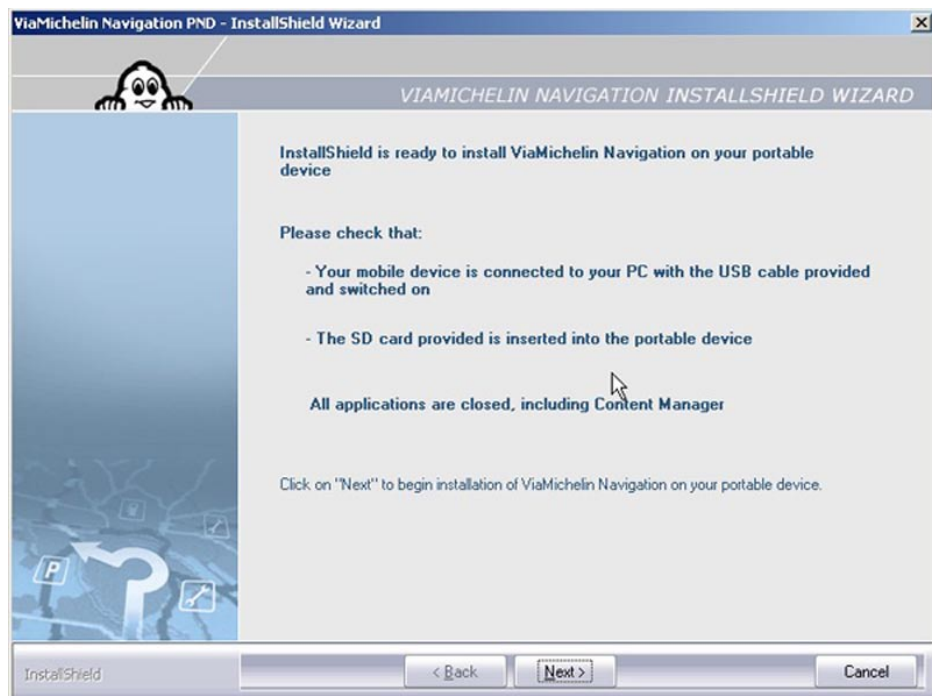 ViaMichelin Navigation PND - InstallShield Wizard
VIAMICHELIN NAVIGATION INSTALLSHIELD WIZARD
InstallShield is ready to install ViaMichelin Navigation on your portable
device
Please check that:
- Your mobile device is connected to your PC with the USB cable provided
and switched on
- The SD card provided is inserted into the portable device
All applications are closed, including Content Manager
Click on "Next" to begin installation of ViaMichelin Navigation on your portable device.
P
InstallShield
< Back
Next >
Cancel